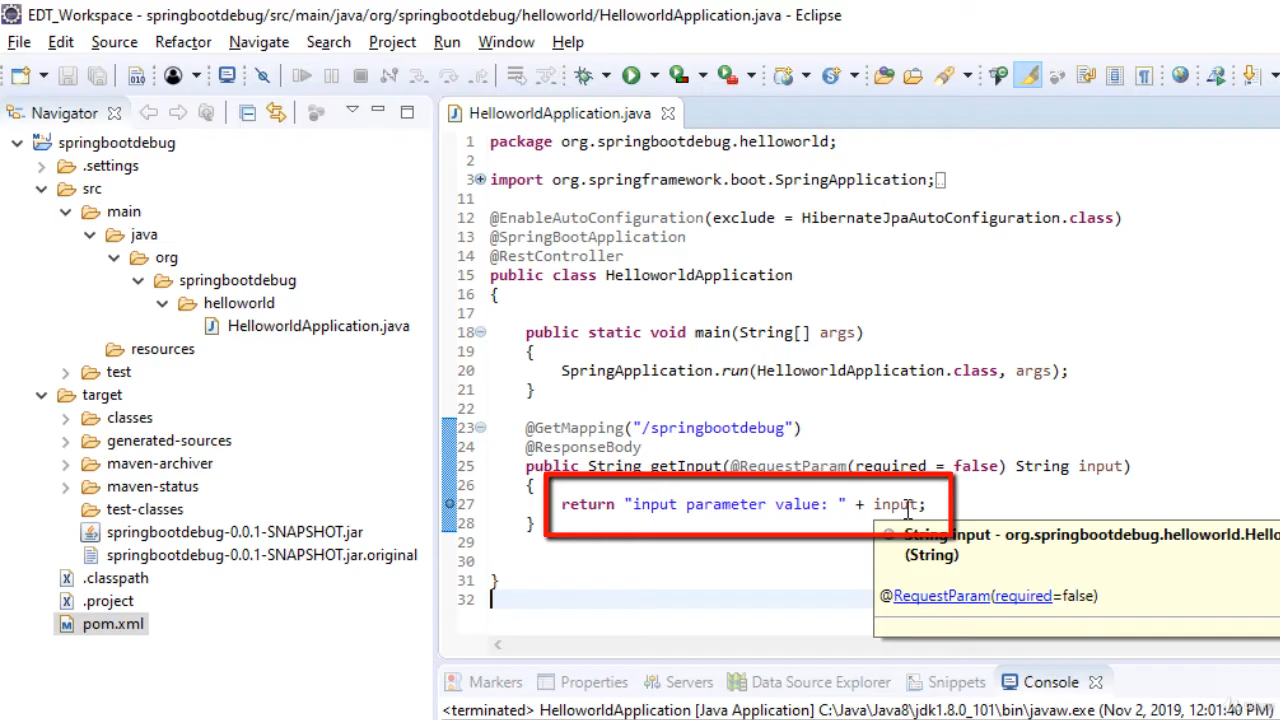 EDT_Workspace - springbootdebug/src/main/java/org/springbootdebug/helloworld/HelloworldApplication.java - Eclipse
File Edit Source Refactor Navigate Search Project Run Window Help
Navigator
springbootdebug
.settings
src
main
java
org
springbootdebug
helloworld
HelloworldApplication.java
resources
test
target
classes
generated-sources
maven-archiver
maven-status
test-classes
springbootdebug-0.0.1-SNAPSHOT.jar
springbootdebug-0.0.1-SNAPSHOT.jar.original
.classpath
.project
pom.xml
HelloworldApplication.java
1 package org.springbootdebug.helloworld;
2
3 import org.springframework.boot.SpringApplication;
11
12 @EnableAutoConfiguration(exclude = HibernateJpaAutoConfiguration.class)
13 @SpringBootApplication
14 @RestController
15 public class HelloworldApplication
16 {
17
18 public static void main(String[] args)
19 {
20 SpringApplication.run(HelloworldApplication.class, args);
21 }
22
23 @GetMapping("/springbootdebug")
24 @ResponseBody
25 public String getInput(@RequestParam(required = false) String input)
26 {
27 return "input parameter value: " + input;
28 }
29
30
31 }
32
String input - org.springbootdebug.helloworld.Hello
(String)
@RequestParam(required=false)
Markers Properties Servers Data Source Explorer Snippets Console
<terminated> HelloworldApplication [Java Application] C:\Java\Java8\jdk1.8.0_101\bin\javaw.exe (Nov 2, 2019, 12:01:40 PM)